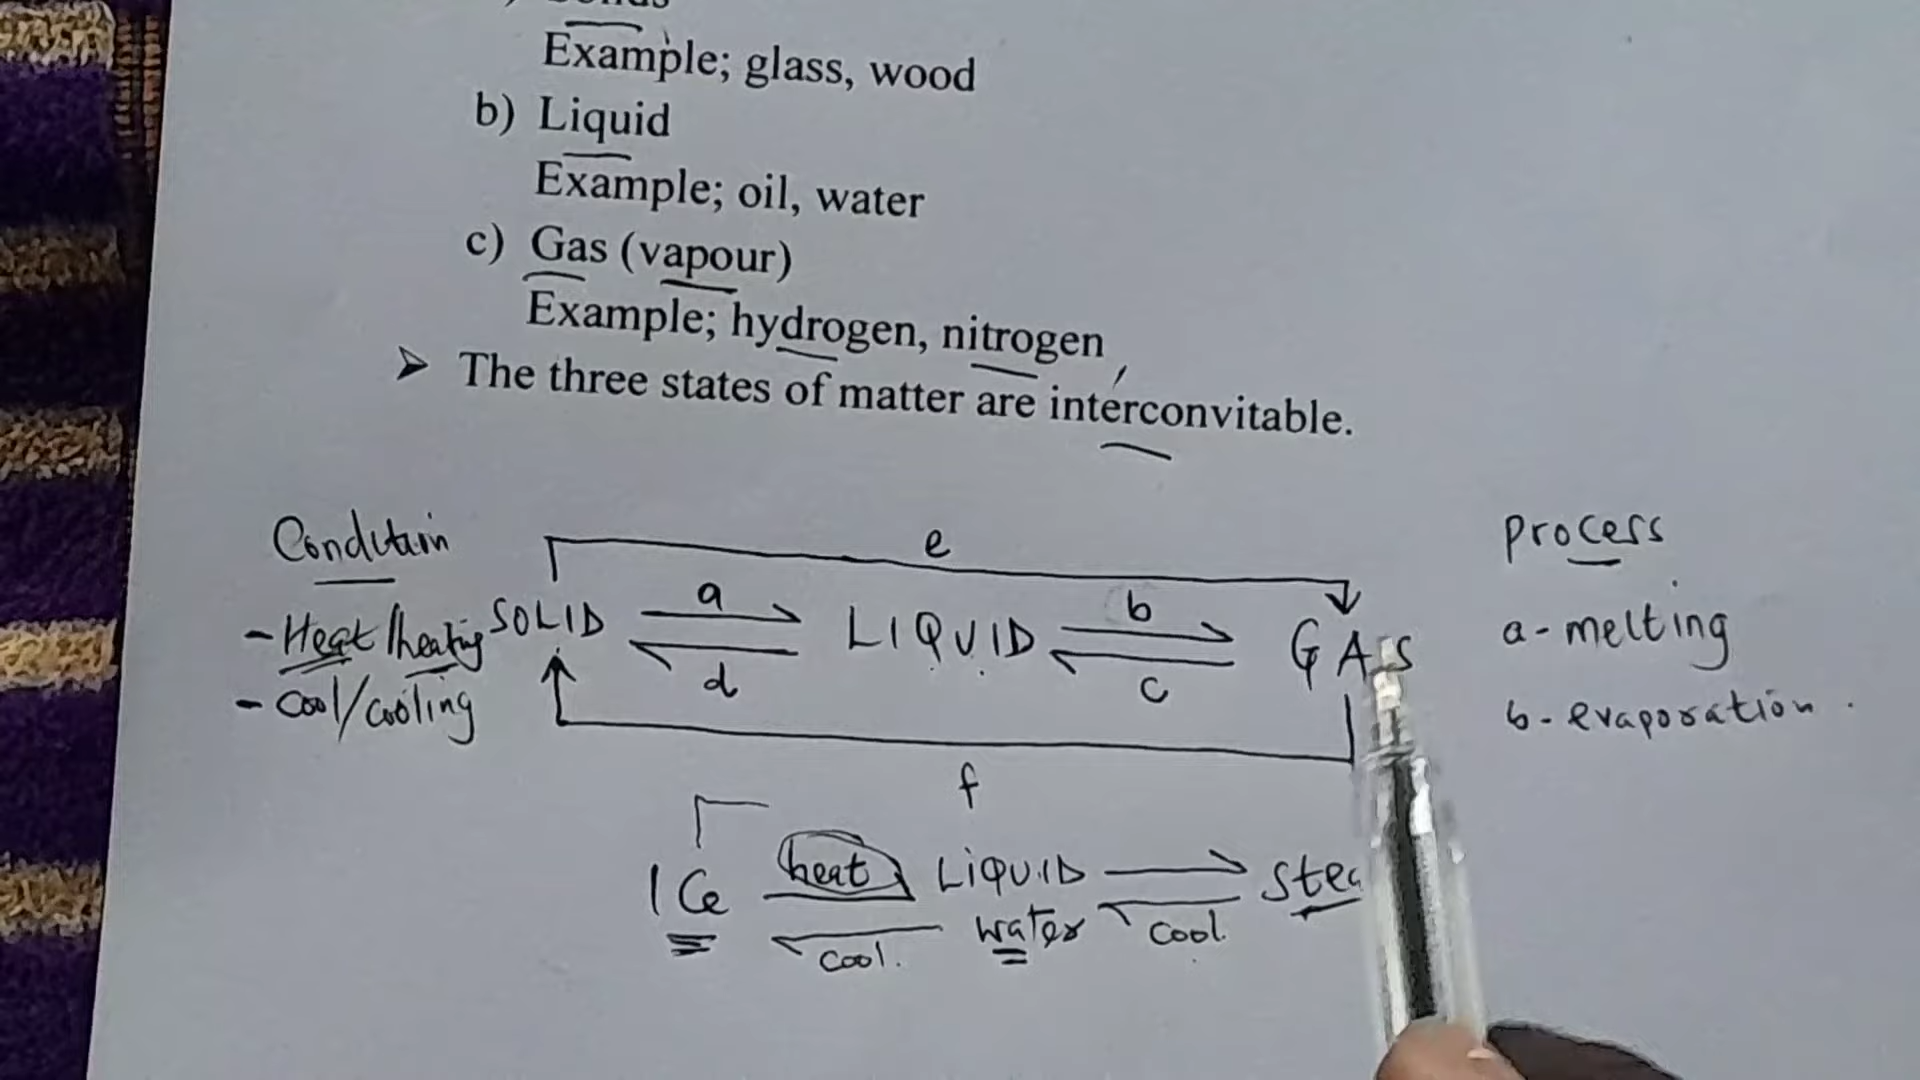 Example; glass, wood
b) Liquid
Example; oil, water
c) Gas (vapour)
Example; hydrogen, nitrogen
➢ The three states of matter are interconvitable.
Condition
- Heat/heating
- Cool/cooling
e
SOLID a LIQUID b GAS
d c
f
Process
a- melting
b- evaporation.
ICe heat LIQUID
cool. water cool.